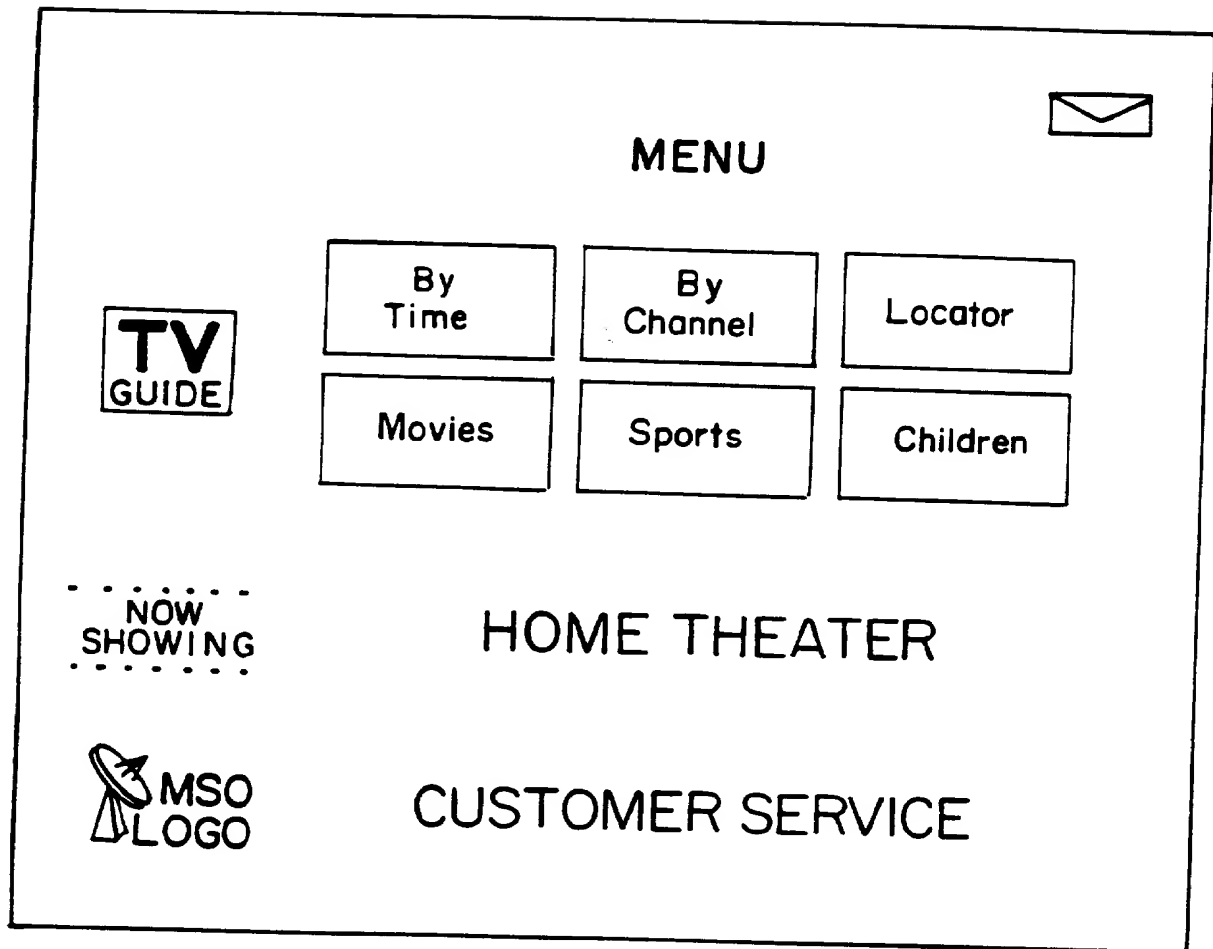 MENU
By
Time
By
Channel
Locator
TV
GUIDE
Movies
Sports
Children
NOW
SHOWING
HOME THEATER
MSO
LOGO
CUSTOMER SERVICE